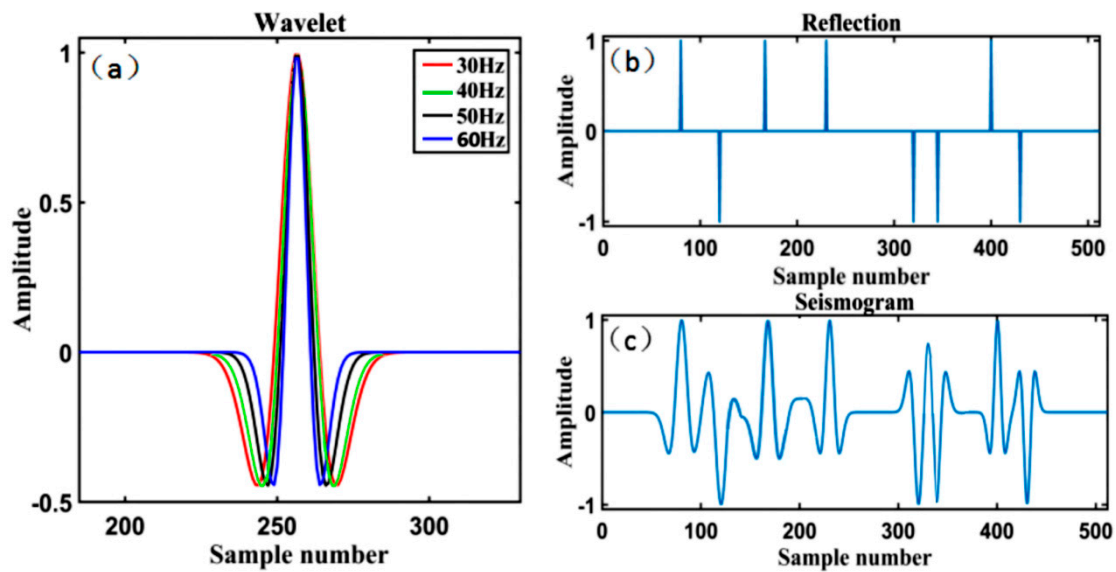 Wavelet
(a)
1
0.5
0
-0.5
Amplitude
30Hz
40Hz
50Hz
60Hz
200
250
300
Sample number
Reflection
(b)
1
0
-1
Amplitude
0
100
200
300
400
500
Sample number
Seismogram
(c)
1
0
-1
Amplitude
0
100
200
300
400
500
Sample number